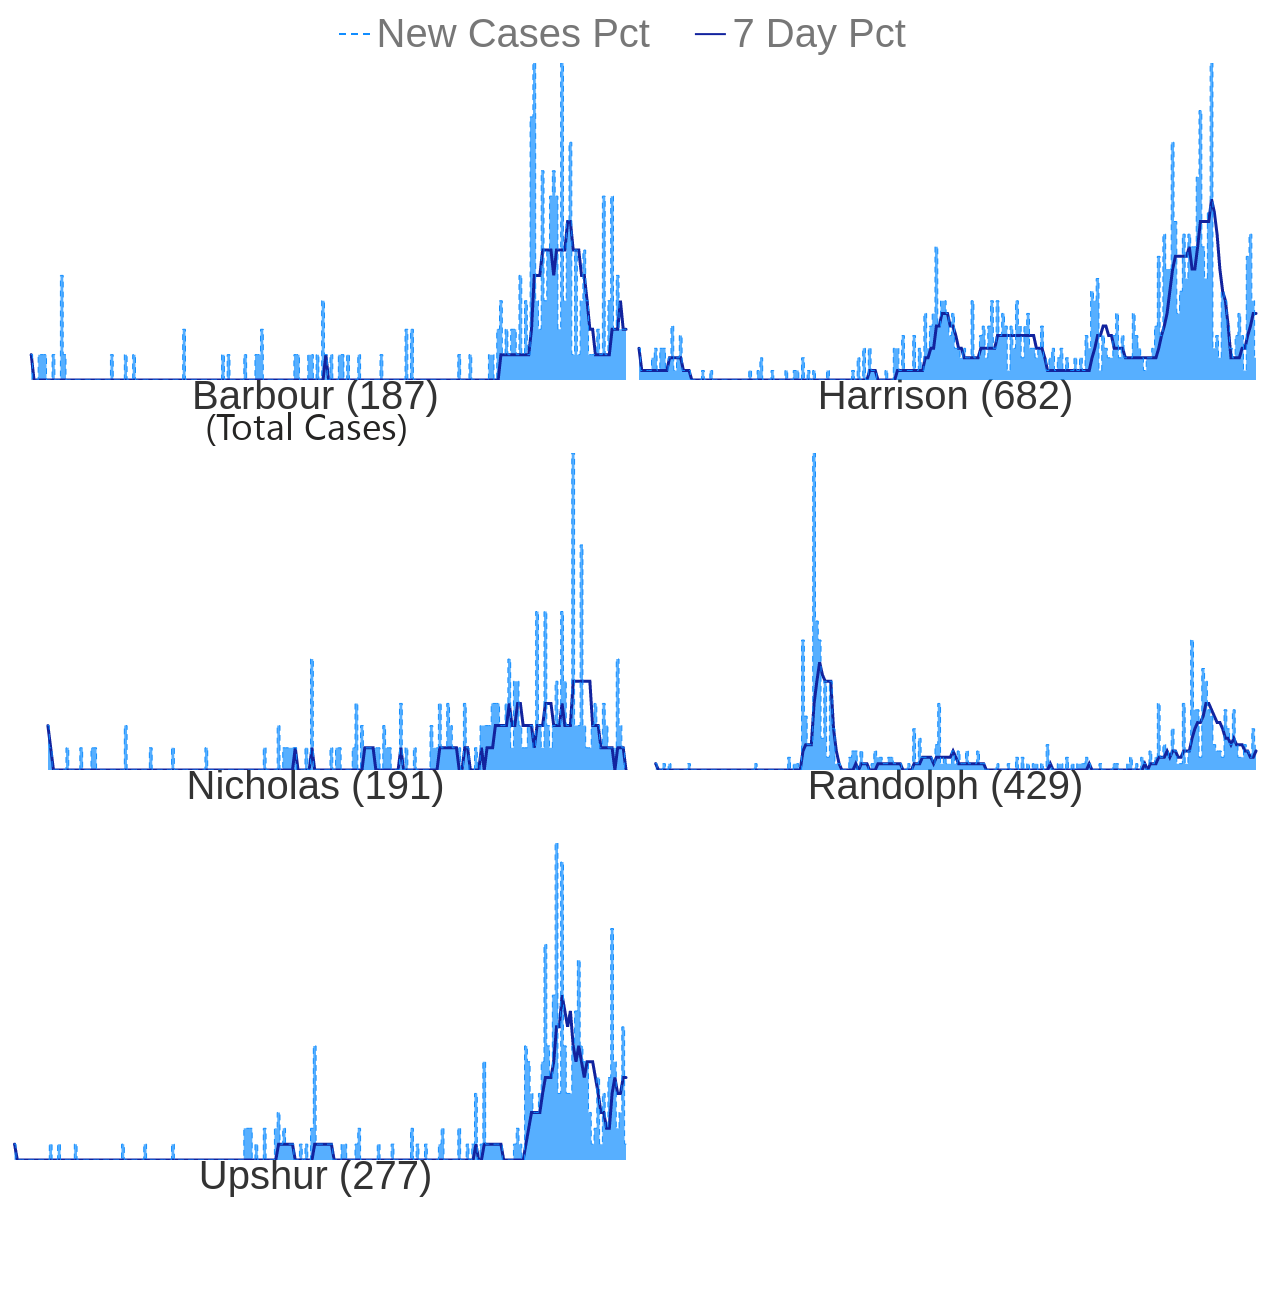 New Cases Pct 7 Day Pct
Barbour (187)
(Total Cases)
Harrison (682)
Nicholas (191)
Randolph (429)
Upshur (277)